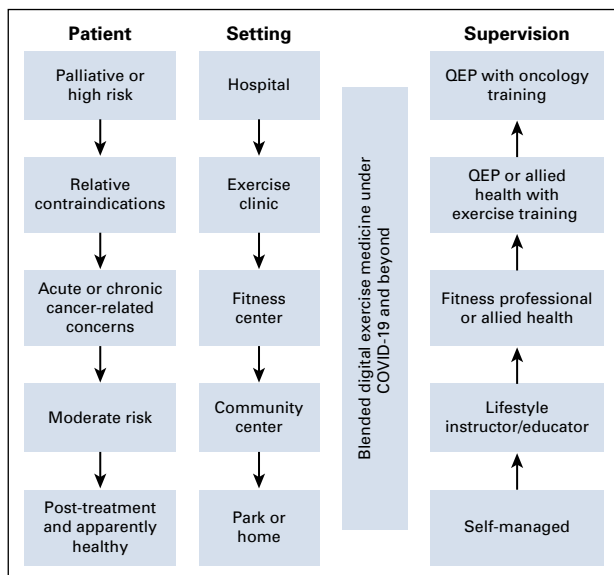 Patient
Palliative or
high risk
Relative
contraindications
Acute or chronic
cancer-related
concerns
Moderate risk
Post-treatment
and apparently
healthy
Setting
Hospital
Exercise
clinic
Fitness
center
Community
center
Park or
home
Blended digital exercise medicine under
COVID-19 and beyond
Supervision
QEP with oncology
training
QEP or allied
health with
exercise training
Fitness professional
or allied health
Lifestyle
instructor/educator
Self-managed